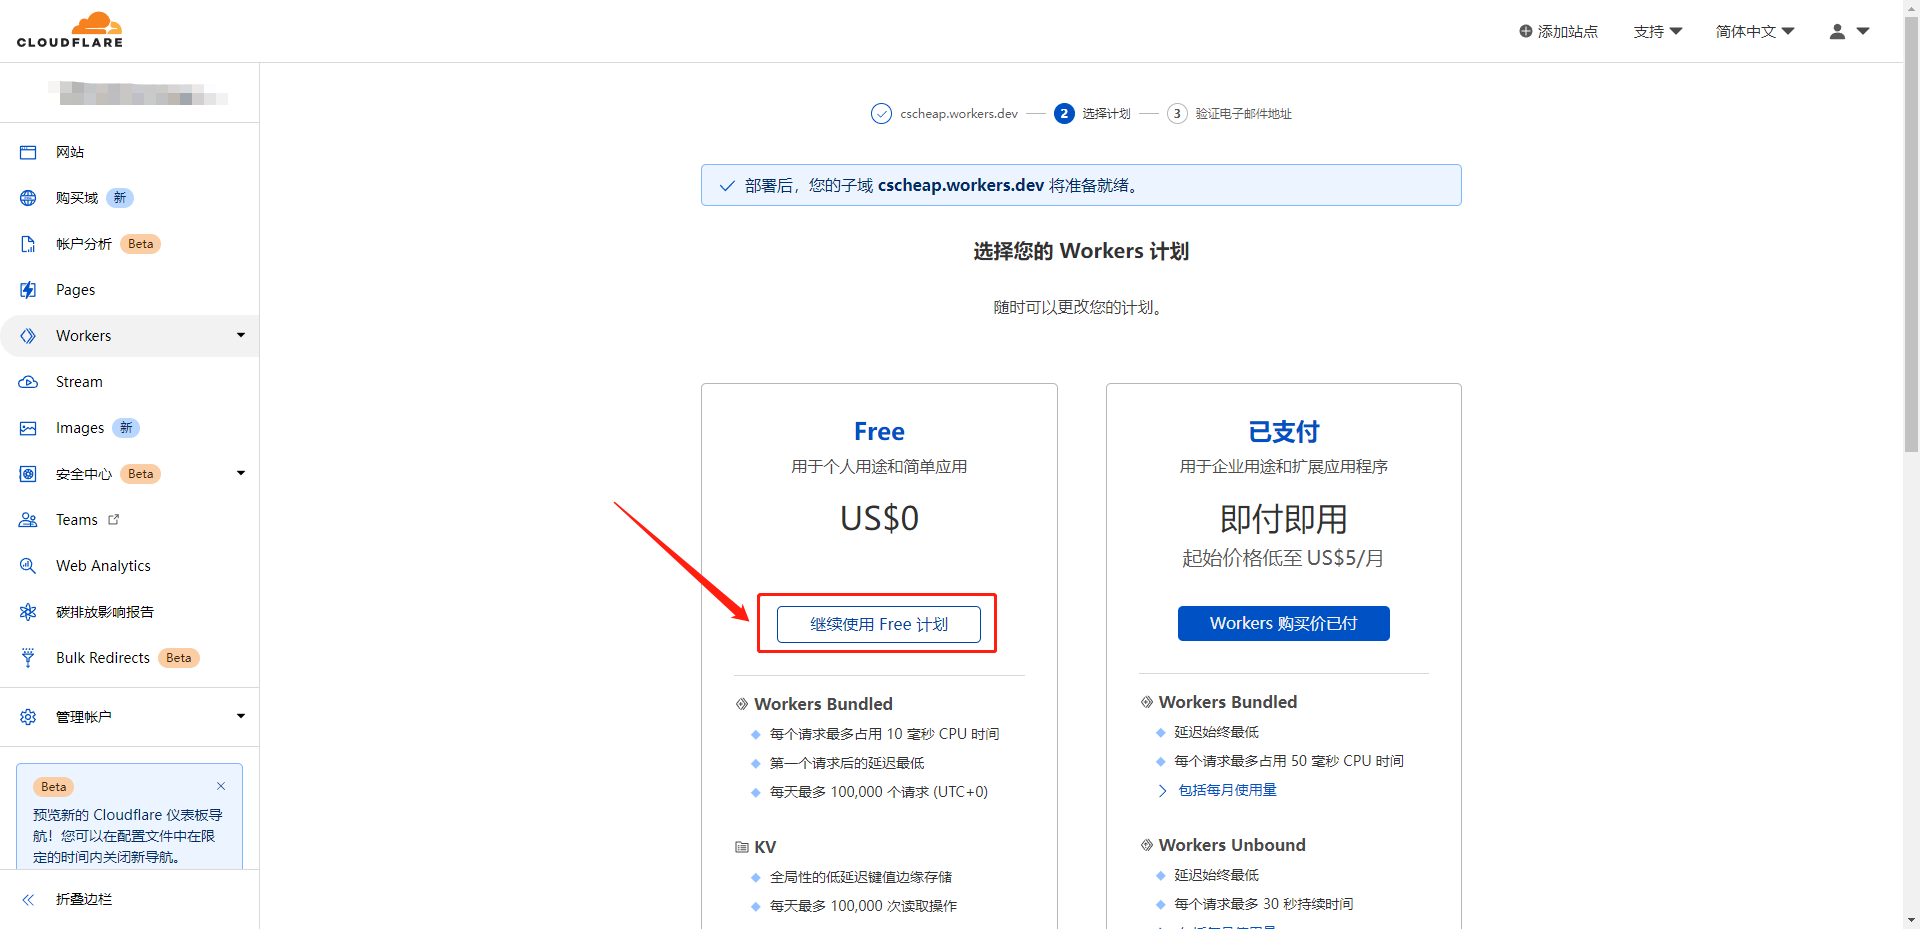 CLOUDFLARE
添加站点
支持
简体中文
网站
购买域 新
帐户分析 Beta
Pages
Workers
Stream
Images 新
安全中心 Beta
Teams
Web Analytics
碳排放影响报告
Bulk Redirects Beta
管理帐户
Beta
预览新的 Cloudflare 仪表板导
航！您可以在配置文件中在限
定的时间内关闭新导航。
折叠边栏
cscheap.workers.dev
2 选择计划
3 验证电子邮件地址
部署后，您的子域 cscheap.workers.dev 将准备就绪。
选择您的 Workers 计划
随时可以更改您的计划。
Free
用于个人用途和简单应用
US$0
继续使用 Free 计划
Workers Bundled
每个请求最多占用 10 毫秒 CPU 时间
第一个请求后的延迟最低
每天最多 100,000 个请求 (UTC+0)
KV
全局性的低延迟键值边缘存储
每天最多 100,000 次读取操作
已支付
用于企业用途和扩展应用程序
即付即用
起始价格低至 US$5/月
Workers 购买价已付
Workers Bundled
延迟始终最低
每个请求最多占用 50 毫秒 CPU 时间
包括每月使用量
Workers Unbound
延迟始终最低
每个请求最多 30 秒持续时间